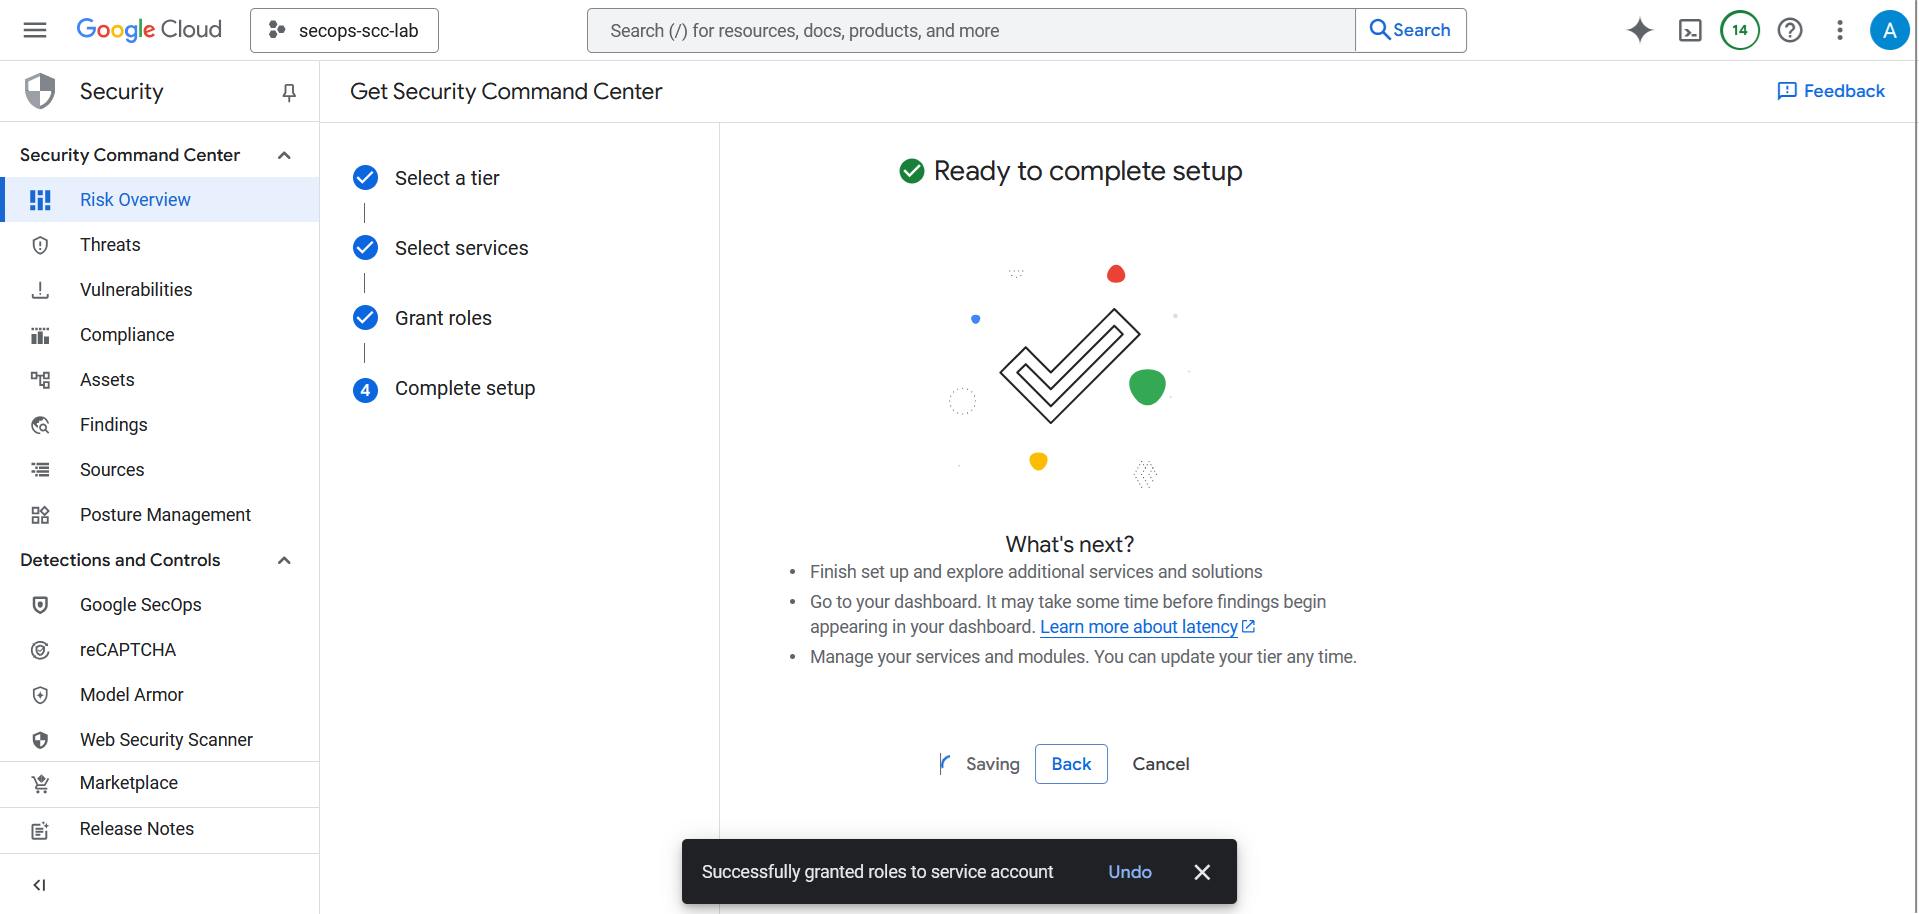 Google Cloud
secops-scc-lab
Search (/) for resources, docs, products, and more
Search
14
A
Security
Get Security Command Center
Feedback
Security Command Center
Risk Overview
Threats
Vulnerabilities
Compliance
Assets
Findings
Sources
Posture Management
Detections and Controls
Google SecOps
reCAPTCHA
Model Armor
Web Security Scanner
Marketplace
Release Notes
Select a tier
Select services
Grant roles
4 Complete setup
Ready to complete setup
What's next?
• Finish set up and explore additional services and solutions
• Go to your dashboard. It may take some time before findings begin
appearing in your dashboard. Learn more about latency
• Manage your services and modules. You can update your tier any time.
Saving Back Cancel
Successfully granted roles to service account Undo